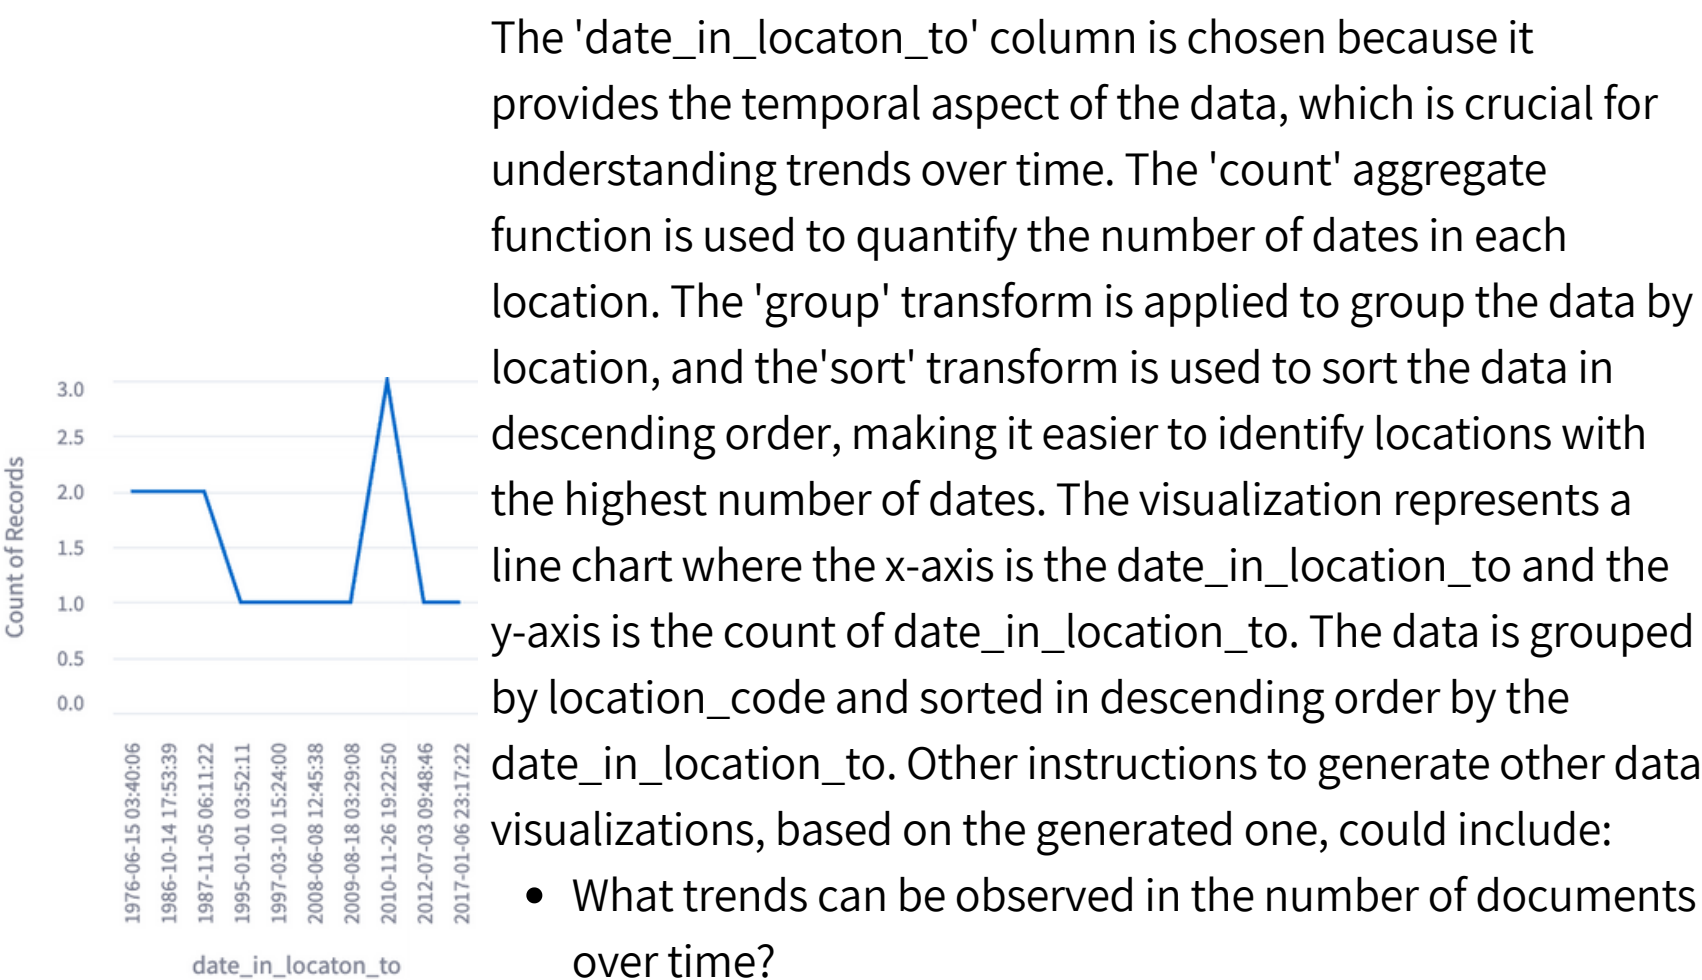 The 'date_in_locaton_to' column is chosen because it
provides the temporal aspect of the data, which is crucial for
understanding trends over time. The 'count' aggregate
function is used to quantify the number of dates in each
location. The 'group' transform is applied to group the data by
location, and the'sort' transform is used to sort the data in
descending order, making it easier to identify locations with
the highest number of dates. The visualization represents a
line chart where the x-axis is the date_in_location_to and the
y-axis is the count of date_in_location_to. The data is grouped
by location_code and sorted in descending order by the
date_in_location_to. Other instructions to generate other data
visualizations, based on the generated one, could include:
• What trends can be observed in the number of documents
over time?
Count of Records
3.0
2.5
2.0
1.5
1.0
0.5
0.0
1976-06-15 03:40:06
1986-10-14 17:53:39
1987-11-05 06:11:22
1995-01-01 03:52:11
1997-03-10 15:24:00
2008-06-08 12:45:38
2009-08-18 03:29:08
2010-11-26 19:22:50
2012-07-03 09:48:46
2017-01-06 23:17:22
date_in_locaton_to